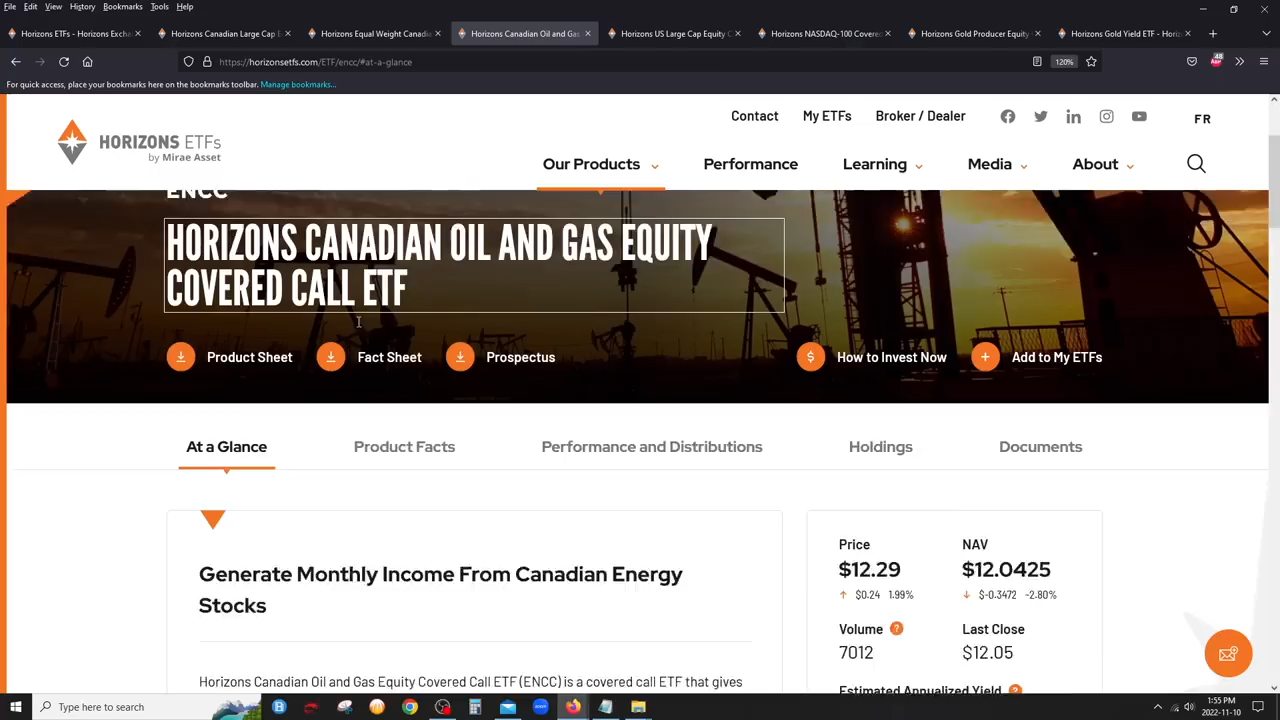 File Edit View History Bookmarks Tools Help
Horizons ETFs - Horizons Exchan
Horizons Canadian Large Cap E
Horizons Equal Weight Canadia
Horizons Canadian Oil and Gas
Horizons US Large Cap Equity C
Horizons NASDAQ-100 Covered
Horizons Gold Producer Equity
Horizons Gold Yield ETF - Horizo
https://horizonsetfs.com/ETF/encc/#at-a-glance
120%
48
For quick access, place your bookmarks here on the bookmarks toolbar. Manage bookmarks...
Contact My ETFs Broker / Dealer FR
HORIZONS ETFs
by Mirae Asset
Our Products Performance Learning Media About
ENCC
HORIZONS CANADIAN OIL AND GAS EQUITY
COVERED CALL ETF
Product Sheet Fact Sheet Prospectus How to Invest Now Add to My ETFs
At a Glance Product Facts Performance and Distributions Holdings Documents
Generate Monthly Income From Canadian Energy
Stocks
Horizons Canadian Oil and Gas Equity Covered Call ETF (ENCC) is a covered call ETF that gives
Price NAV
$12.29 $12.0425
$0.24 1.99% $-0.3472 -2.80%
Volume ? Last Close
7012 $12.05
Estimated Annualized Yield ?
Type here to search
1:55 PM
2022-11-10